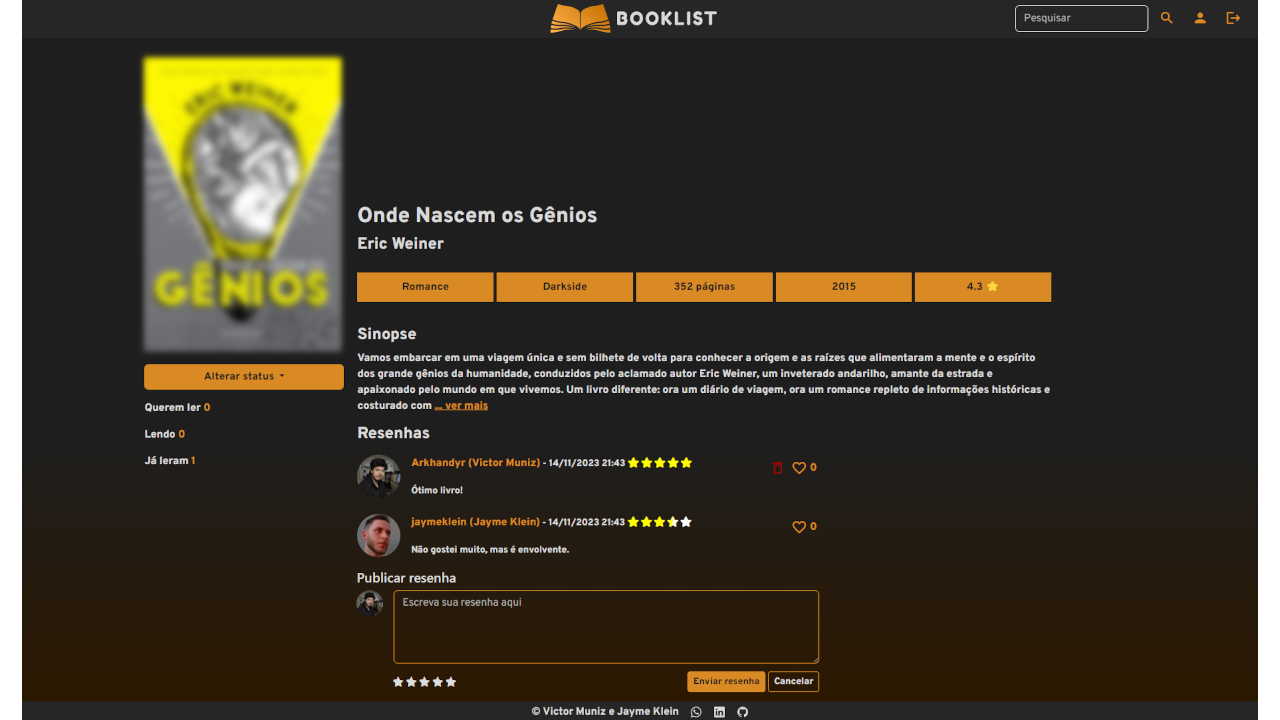 BOOKLIST
Pesquisar
ERIC WEINER
GÊNIOS
Onde Nascem os Gênios
Eric Weiner
Romance
Darkside
352 páginas
2015
4.3
Alterar status
Querem ler 0
Lendo 0
Já leram 1
Sinopse
Vamos embarcar em uma viagem única e sem bilhete de volta para conhecer a origem e as raízes que alimentaram a mente e o espírito
dos grande gênios da humanidade, conduzidos pelo aclamado autor Eric Weiner, um inveterado andarilho, amante da estrada e
apaixonado pelo mundo em que vivemos. Um livro diferente: ora um diário de viagem, ora um romance repleto de informações históricas e
costurado com ... ver mais
Resenhas
Arkhandyr (Victor Muniz) - 14/11/2023 21:43
0
Ótimo livro!
jaymeklein (Jayme Klein) - 14/11/2023 21:43
0
Não gostei muito, mas é envolvente.
Publicar resenha
Escreva sua resenha aqui
Enviar resenha
Cancelar
© Victor Muniz e Jayme Klein